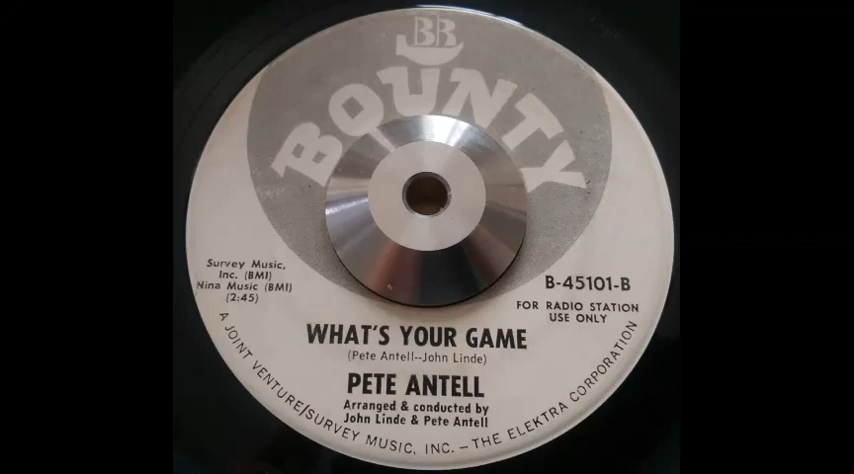 BB
BOUNTY
Survey Music,
Inc. (BMI)
Nina Music (BMI)
(2:45)
B-45101-B
FOR RADIO STATION
USE ONLY
WHAT'S YOUR GAME
(Pete Antell--John Linde)
PETE ANTELL
Arranged & conducted by
John Linde & Pete Antell
A JOINT VENTURE/SURVEY MUSIC, INC. – THE ELEKTRA CORPORATION